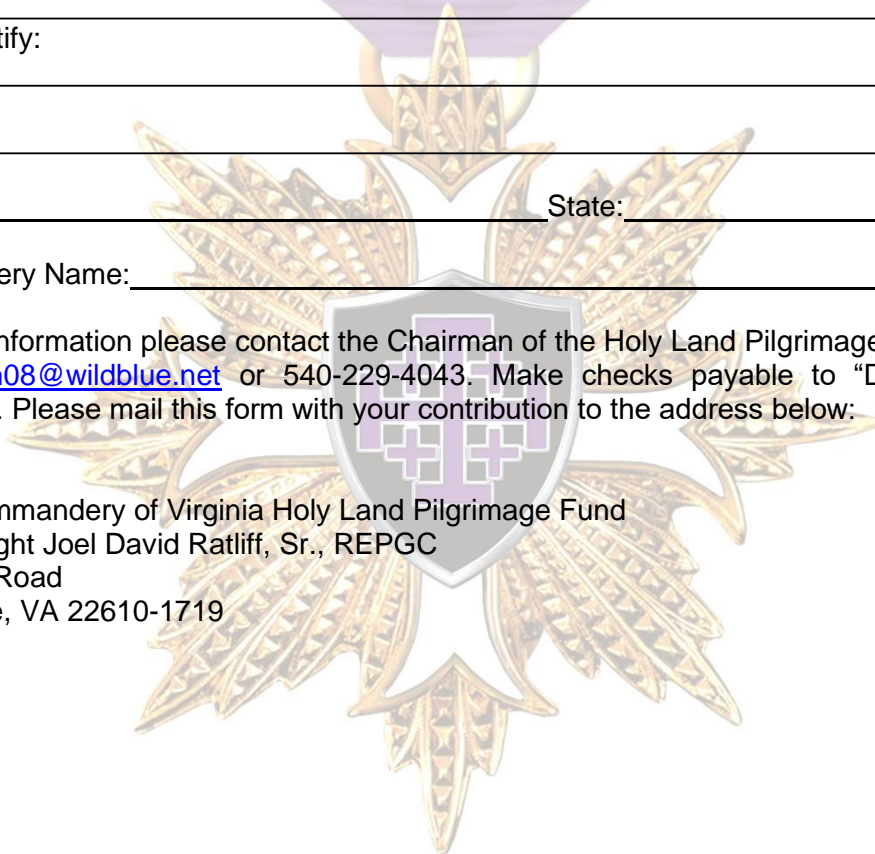 tify:
State:
ery Name:
nformation please contact the Chairman of the Holy Land Pilgrimage
08@wildblue.net or 540-229-4043. Make checks payable to “D
. Please mail this form with your contribution to the address below:
mmandery of Virginia Holy Land Pilgrimage Fund
ght Joel David Ratliff, Sr., REPGC
Road
e, VA 22610-1719